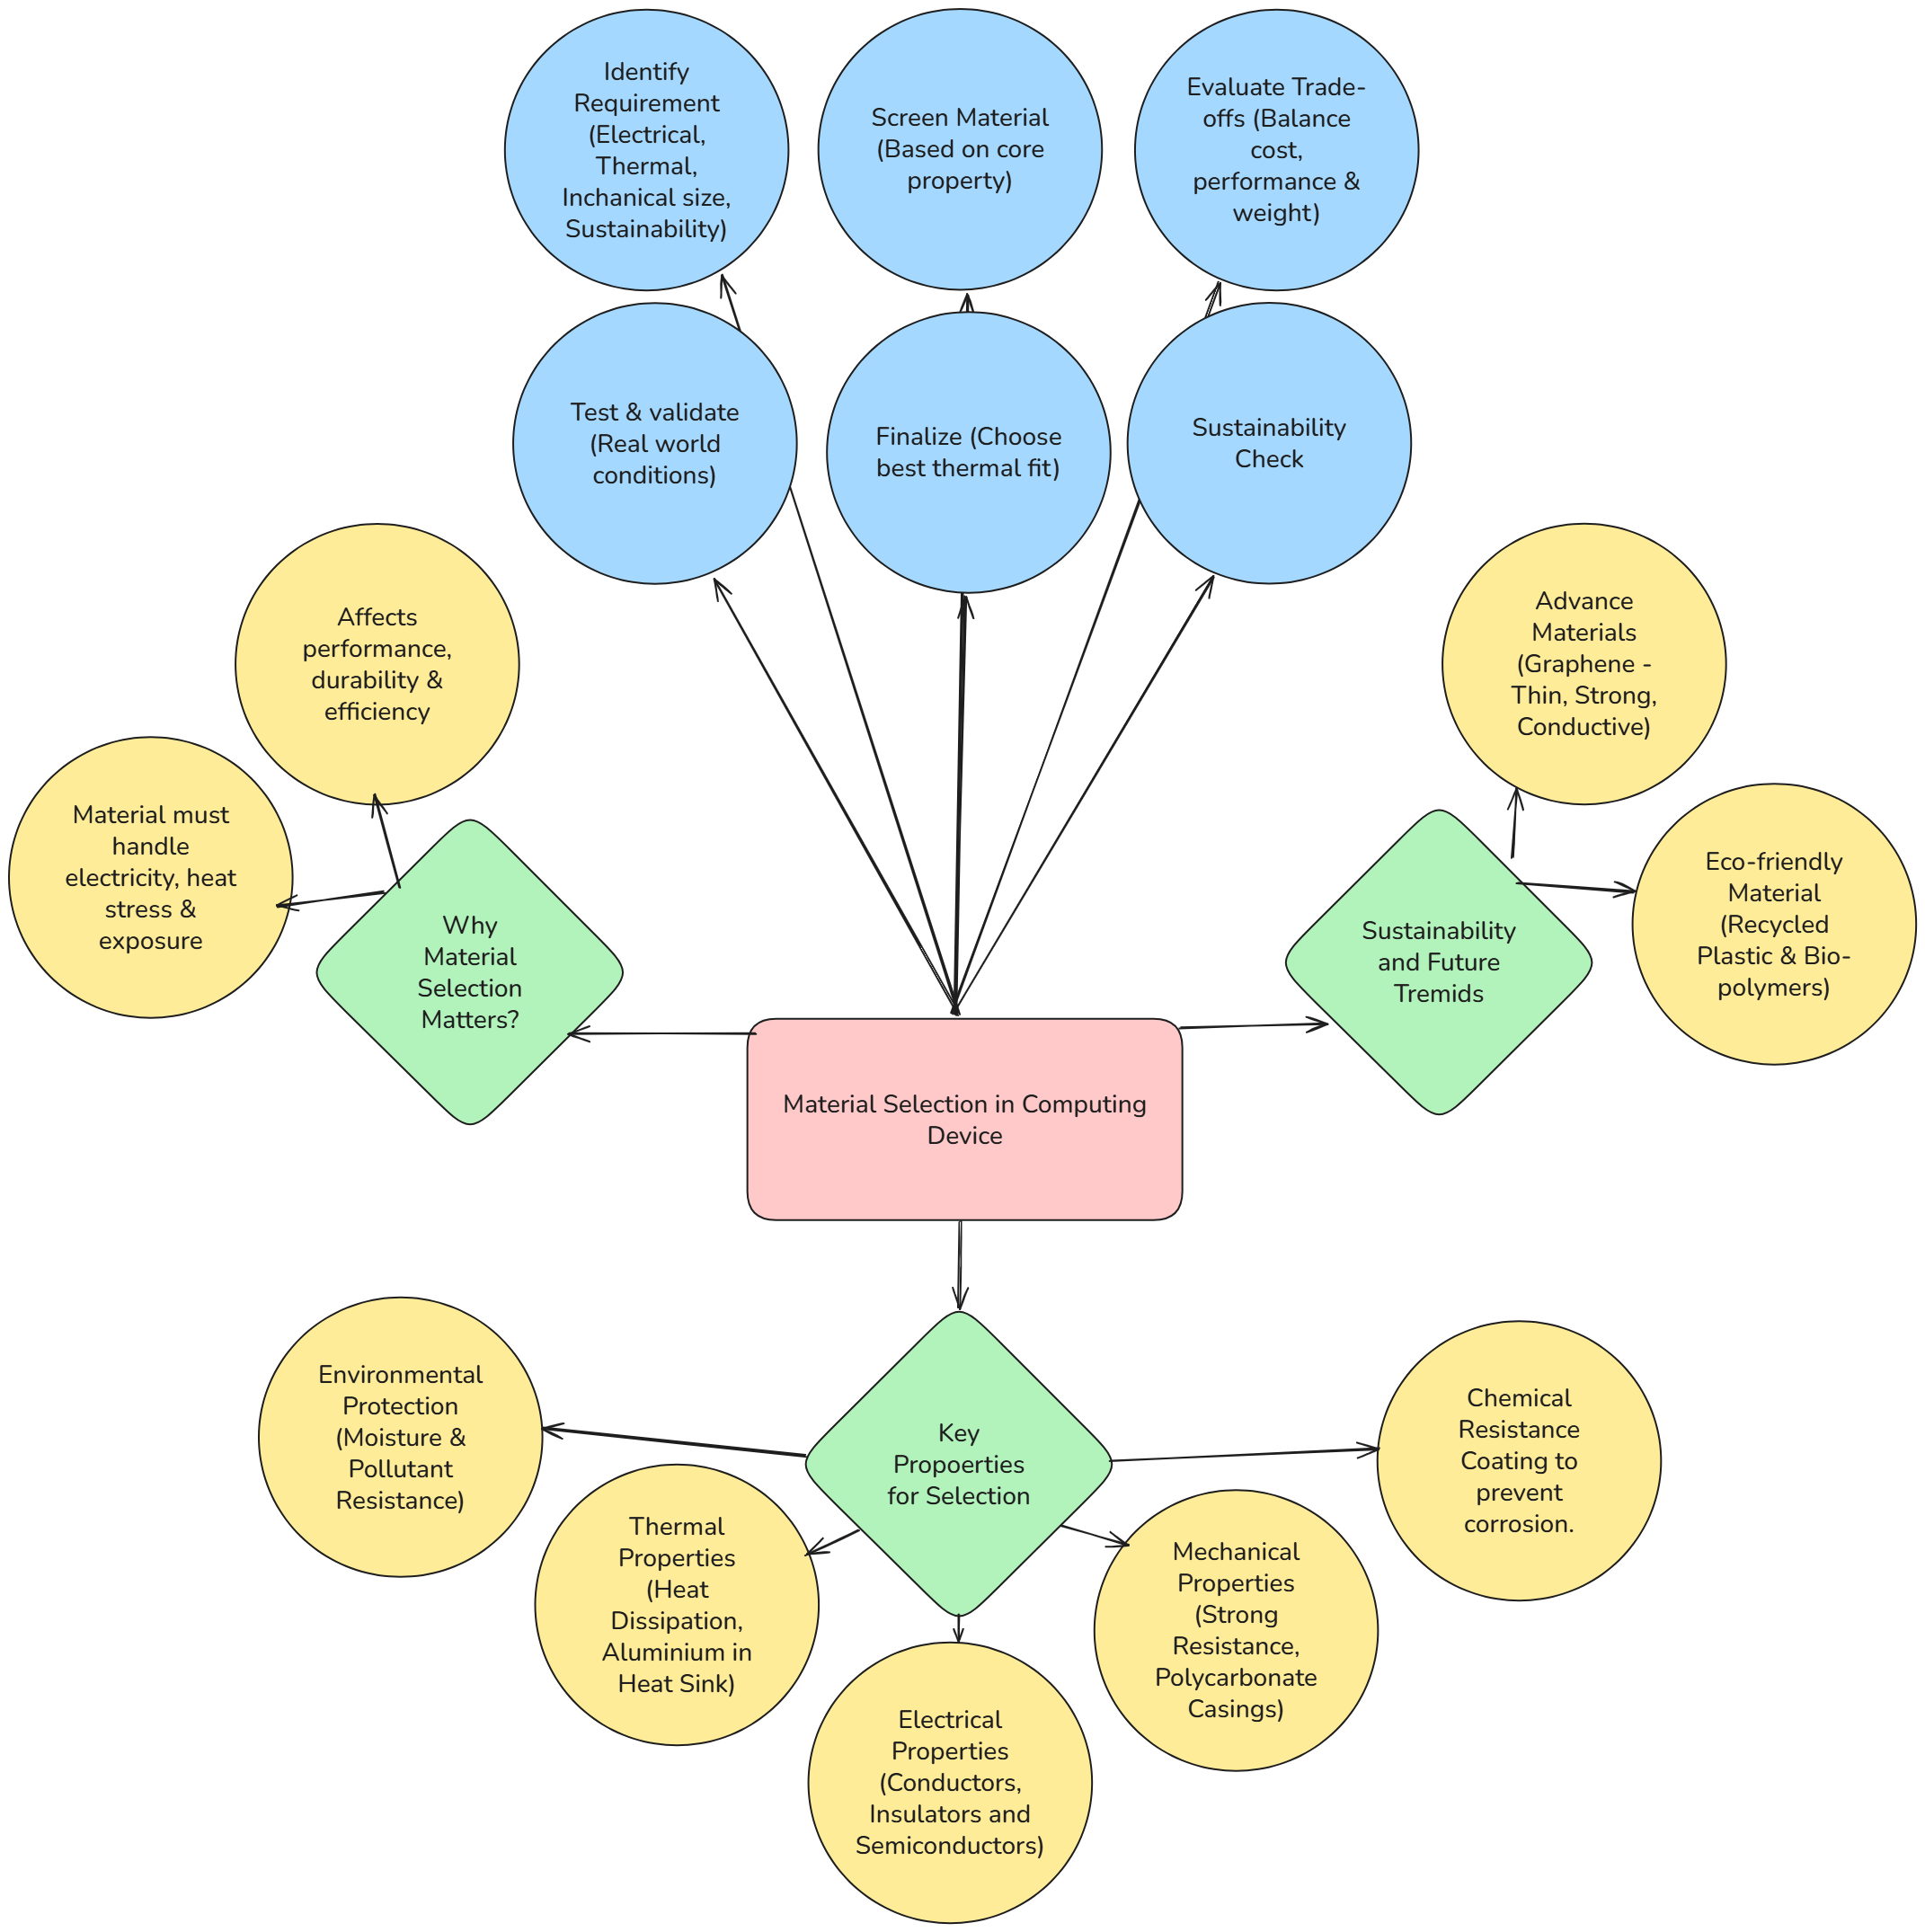 Identify
Requirement
(Electrical,
Thermal,
Inchanical size,
Sustainability)
Screen Material
(Based on core
property)
Evaluate Trade-
offs (Balance
cost,
performance &
weight)
Test & validate
(Real world
conditions)
Finalize (Choose
best thermal fit)
Sustainability
Check
Affects
performance,
durability &
efficiency
Material must
handle
electricity, heat
stress &
exposure
Why
Material
Selection
Matters?
Advance
Materials
(Graphene -
Thin, Strong,
Conductive)
Eco-friendly
Material
(Recycled
Plastic & Bio-
polymers)
Sustainability
and Future
Tremids
Material Selection in Computing
Device
Key
Propoerties
for Selection
Environmental
Protection
(Moisture &
Pollutant
Resistance)
Thermal
Properties
(Heat
Dissipation,
Aluminium in
Heat Sink)
Electrical
Properties
(Conductors,
Insulators and
Semiconductors)
Mechanical
Properties
(Strong
Resistance,
Polycarbonate
Casings)
Chemical
Resistance
Coating to
prevent
corrosion.